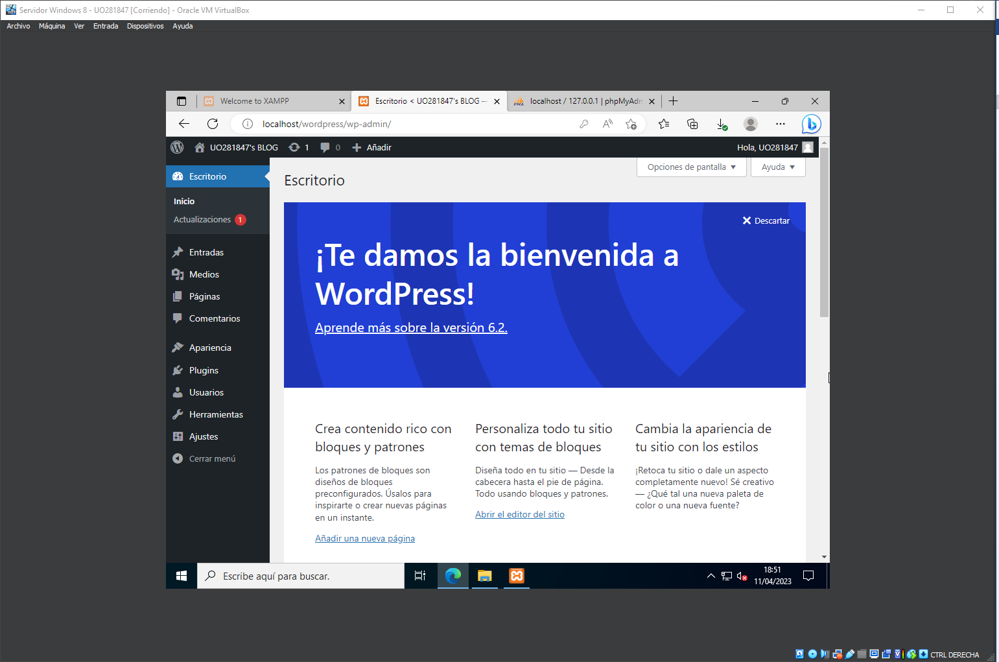 Servidor Windows 8 - UO281847 [Corriendo] - Oracle VM VirtualBox
Archivo Máquina Ver Entrada Dispositivos Ayuda
Welcome to XAMPP
Escritorio < UO281847's BLOG —
localhost / 127.0.0.1 | phpMyAdm
localhost/wordpress/wp-admin/
UO281847's BLOG 1 0 Añadir
Hola, UO281847
Escritorio
Inicio
Actualizaciones 1
Entradas
Medios
Páginas
Comentarios
Apariencia
Plugins
Usuarios
Herramientas
Ajustes
Cerrar menú
Opciones de pantalla
Ayuda
Escritorio
Descartar
¡Te damos la bienvenida a
WordPress!
Aprende más sobre la versión 6.2.
Crea contenido rico con
bloques y patrones
Los patrones de bloques son
diseños de bloques
preconfigurados. Úsalos para
inspirarte o crear nuevas páginas
en un instante.
Añadir una nueva página
Personaliza todo tu sitio
con temas de bloques
Diseña todo en tu sitio — Desde la
cabecera hasta el pie de página.
Todo usando bloques y patrones.
Abrir el editor del sitio
Cambia la apariencia de
tu sitio con los estilos
¡Retoca tu sitio o dale un aspecto
completamente nuevo! Sé creativo
— ¿Qué tal una nueva paleta de
color o una nueva fuente?
Escribe aquí para buscar.
18:51
11/04/2023
CTRL DERECHA